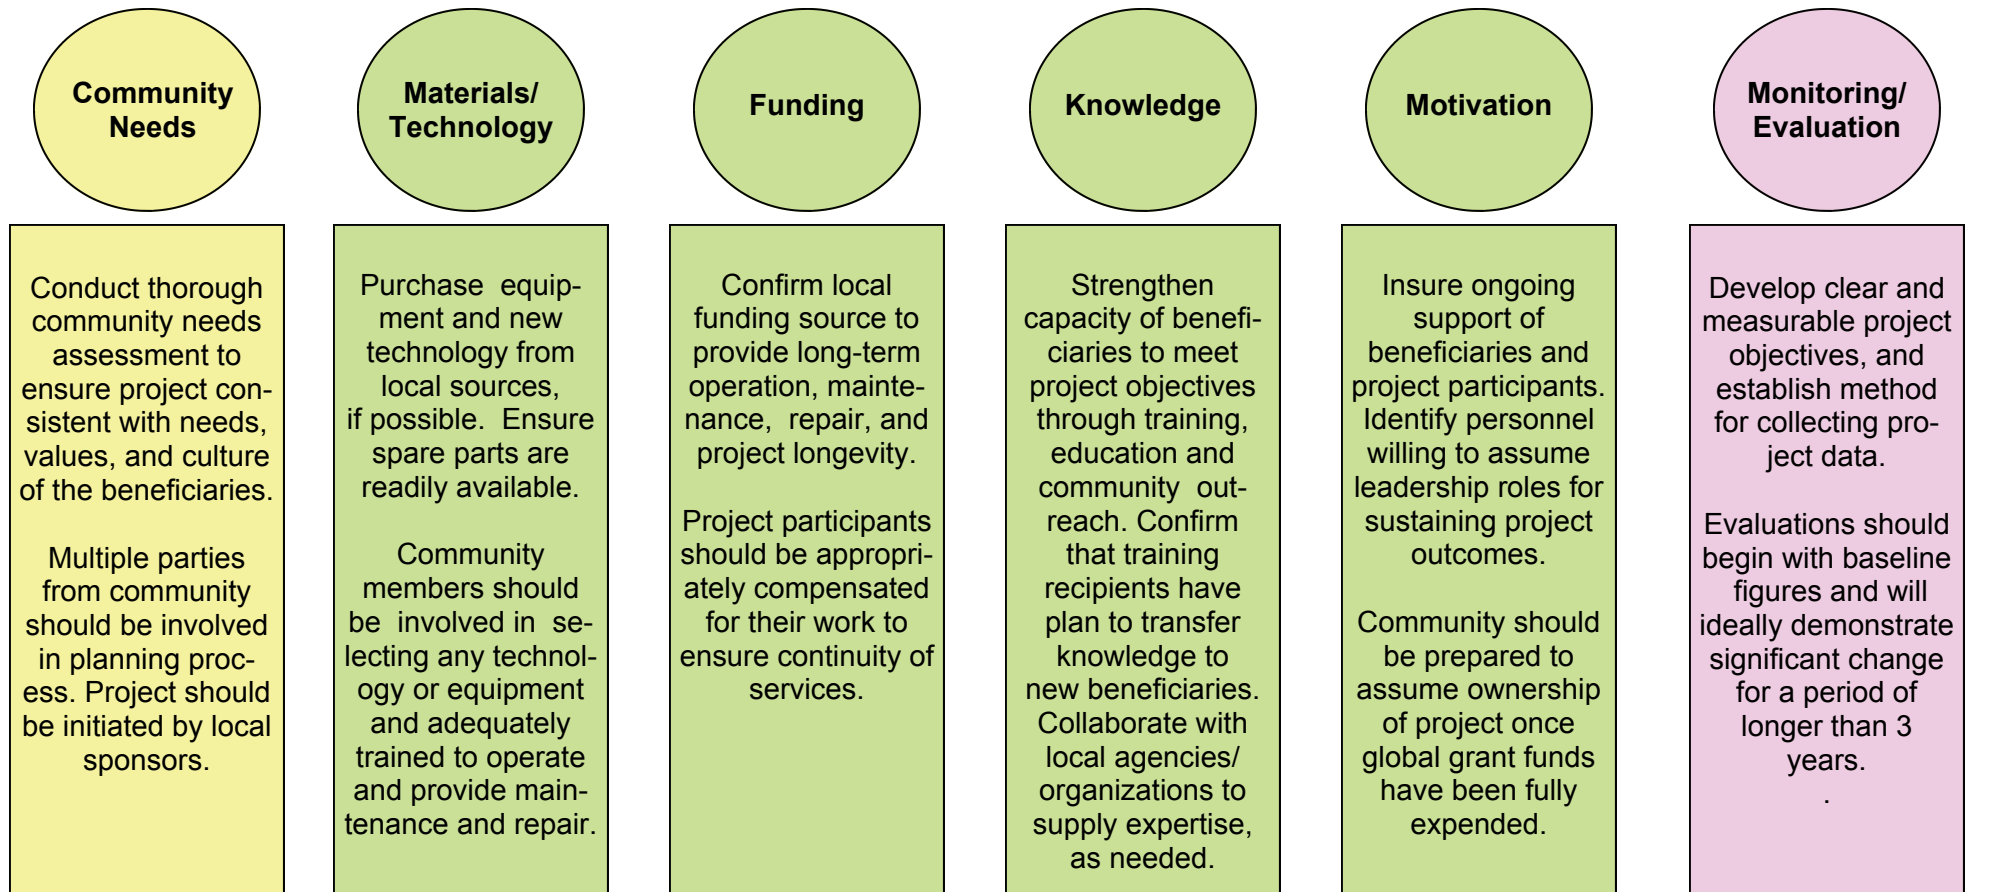 Community
Needs
Conduct thorough
community needs
assessment to
ensure project con-
sistent with needs,
values, and culture
of the beneficiaries.
Multiple parties
from community
should be involved
in planning proc-
ess. Project should
be initiated by local
sponsors.
Materials/
Technology
Purchase  equip-
ment and new
technology from
local sources,
if possible.  Ensure
spare parts are
readily available.
Community
members should
be  involved in  se-
lecting any technol-
ogy or equipment
and adequately
trained to operate
and provide main-
tenance and repair.
Funding
Confirm local
funding source to
provide long-term
operation, mainte-
nance,  repair, and
project longevity.
Project participants
should be appropri-
ately compensated
for their work to
ensure continuity of
services.
Knowledge
Strengthen
capacity of benefi-
ciaries to meet
project objectives
through training,
education and
community  out-
reach. Confirm
that training
recipients have
plan to transfer
knowledge to
new beneficiaries.
Collaborate with
local agencies/
organizations to
supply expertise,
as needed.
Motivation
Insure ongoing
support of
beneficiaries and
project participants.
Identify personnel
willing to assume
leadership roles for
sustaining project
outcomes.
Community should
be prepared to
assume ownership
of project once
global grant funds
have been fully
expended.
Monitoring/
Evaluation
Develop clear and
measurable project
objectives, and
establish method
for collecting pro-
ject data.
Evaluations should
begin with baseline
figures and will
ideally demonstrate
significant change
for a period of
longer than 3
years.
.